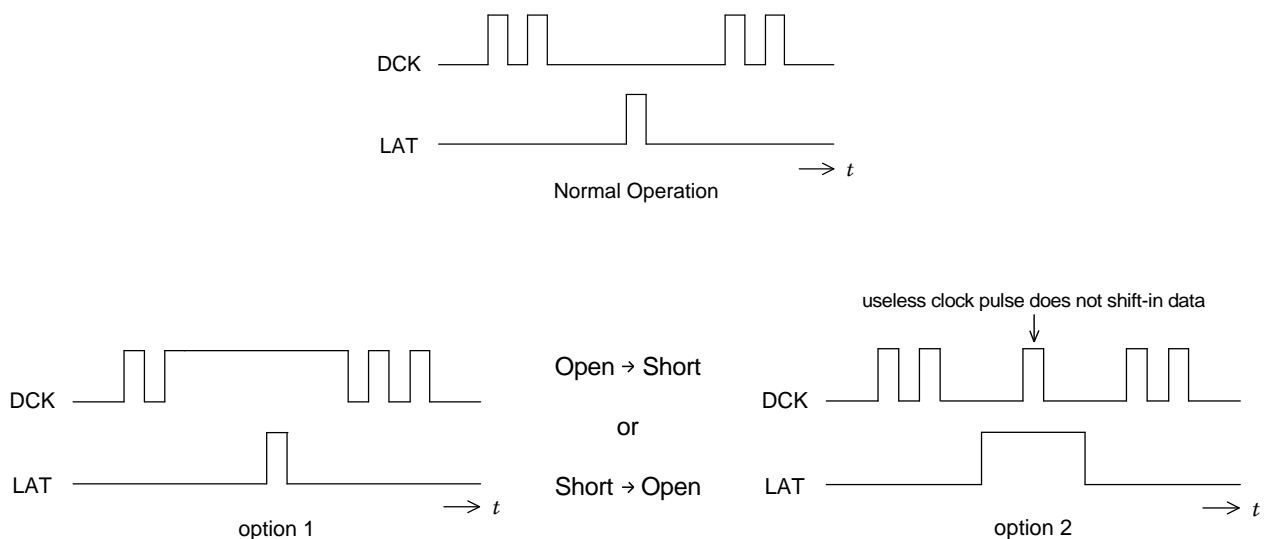 DCK
LAT
t
Normal Operation
useless clock pulse does not shift-in data
DCK
LAT
t
option 1
Open → Short
or
Short → Open
DCK
LAT
t
option 2